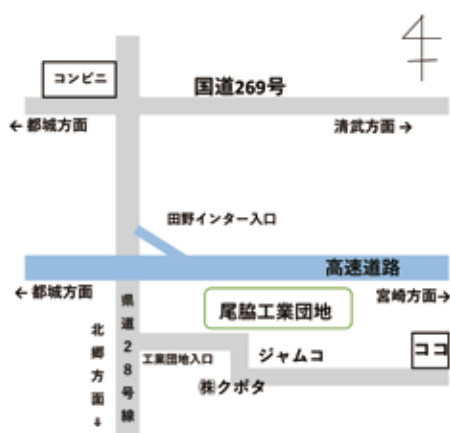 コンビニ
国道269号
← 都城方面
清武方面 →
田野インター入口
高速道路
← 都城方面
宮崎方面→
尾脇工業団地
県道28号線
北郷方面↓
工業団地入口
ジャムコ
ココ
㈱クボタ